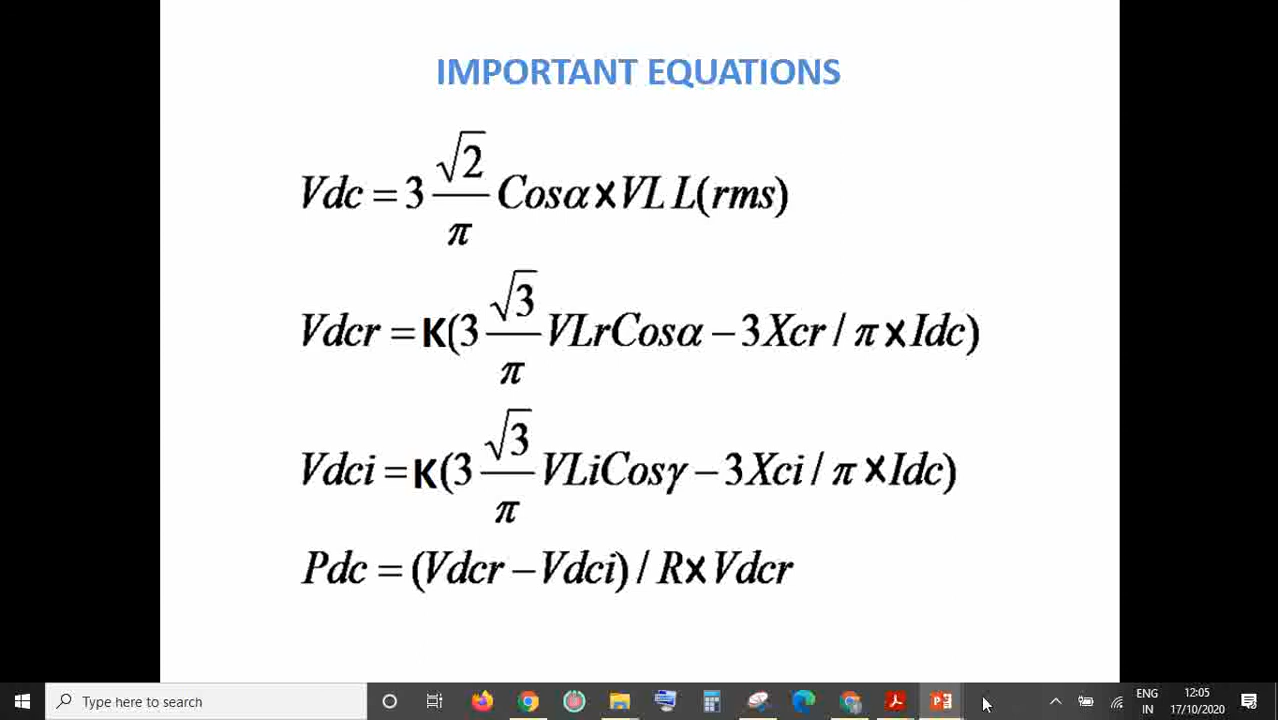 IMPORTANT EQUATIONS
Vdc = 3 √2/π Cosα x VLL(rms)
Vdcr = K(3 √3/π VLrCosα − 3Xcr / π x Idc)
Vdci = K(3 √3/π VLiCosγ − 3Xci / π x Idc)
Pdc = (Vdcr − Vdci) / R x Vdcr
Type here to search
ENG
IN
12:05
17/10/2020